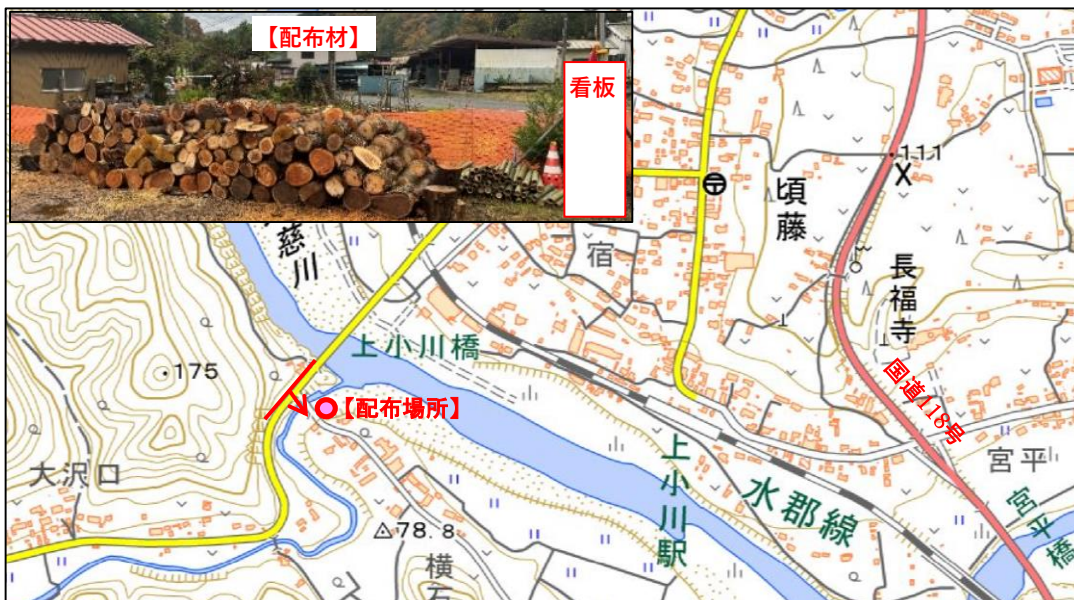 【配布材】
看板
111
頃藤
慈川
宿
長福寺
上小川橋
175
国道118号
【配布場所】
大沢口
上小川駅
水郡線
宮平
宮平橋
78.8
横